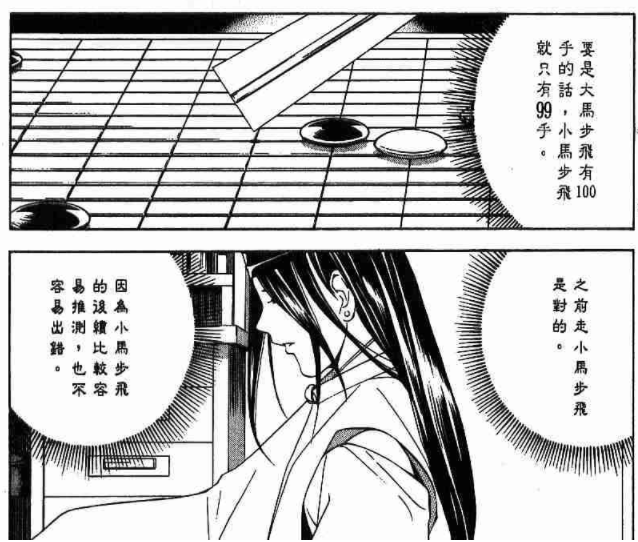 要是大馬步飛有100
手的話，小馬步飛
就只有99手。
之前走小馬步飛
是對的。
因為小馬步飛
的後續比較容
易推測，也不
容易出錯。